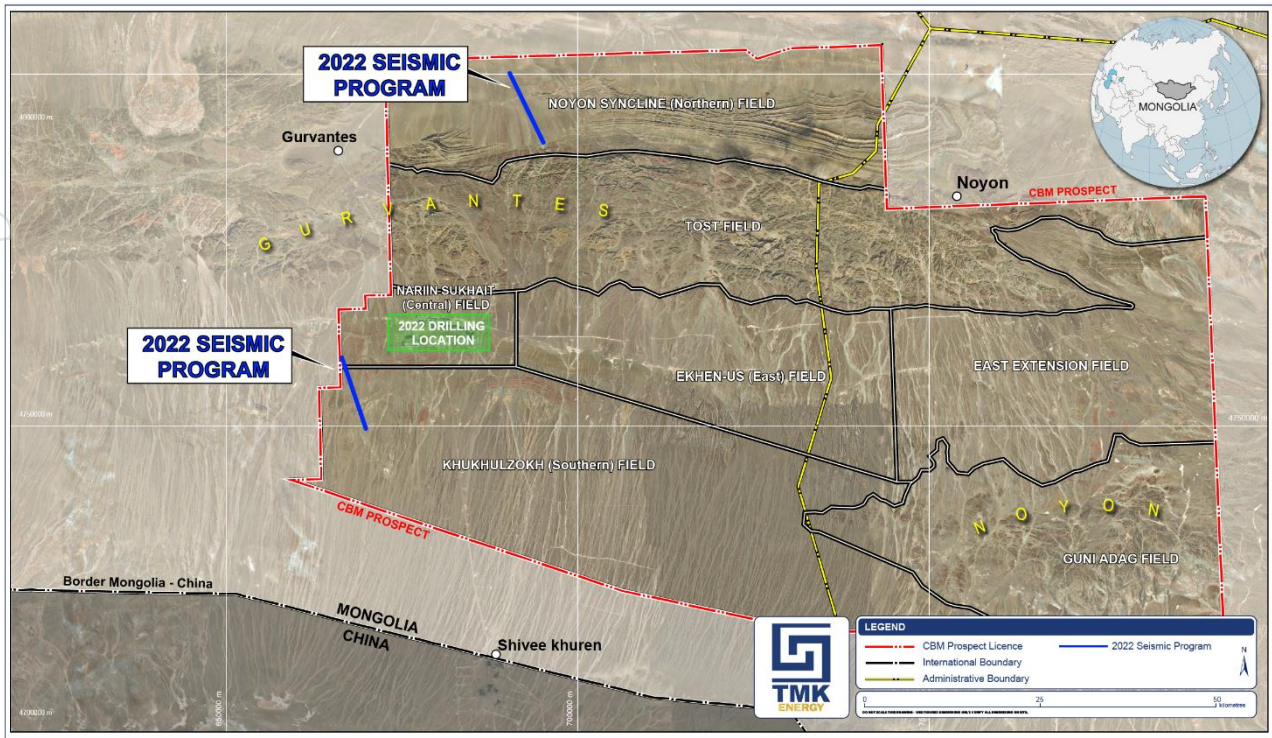 2022 SEISMIC
PROGRAM
NOYON SYNCLINE (Northern) FIELD
MONGOLIA
Gurvantes
Noyon
CBM PROSPECT
GURVANTES
TOST FIELD
NARIIN-SUKHAIT
(Central) FIELD
2022 DRILLING
LOCATION
2022 SEISMIC
PROGRAM
EKHEN-US (East) FIELD
EAST EXTENSION FIELD
4750000 m
4750000 m
KHUKHULZOKH (Southern) FIELD
CBM PROSPECT
NOYON
GUNI ADAG FIELD
Border Mongolia - China
MONGOLIA
CHINA
Shivee khuren
650000 m
700000 m
TMK
ENERGY
LEGEND
CBM Prospect Licence
2022 Seismic Program
International Boundary
Administrative Boundary
N
0
25
50
kilometres